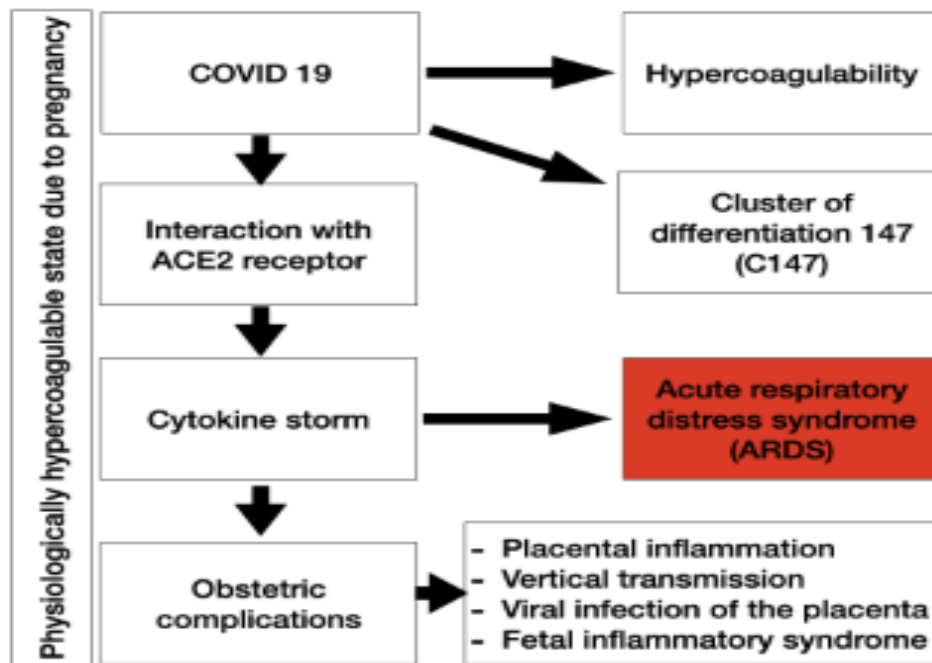 Physiologically hypercoagulable state due to pregnancy
COVID 19
Hypercoagulability
Interaction with
ACE2 receptor
Cluster of
differentiation 147
(C147)
Cytokine storm
Acute respiratory
distress syndrome
(ARDS)
Obstetric
complications
- Placental inflammation
- Vertical transmission
- Viral infection of the placenta
- Fetal inflammatory syndrome